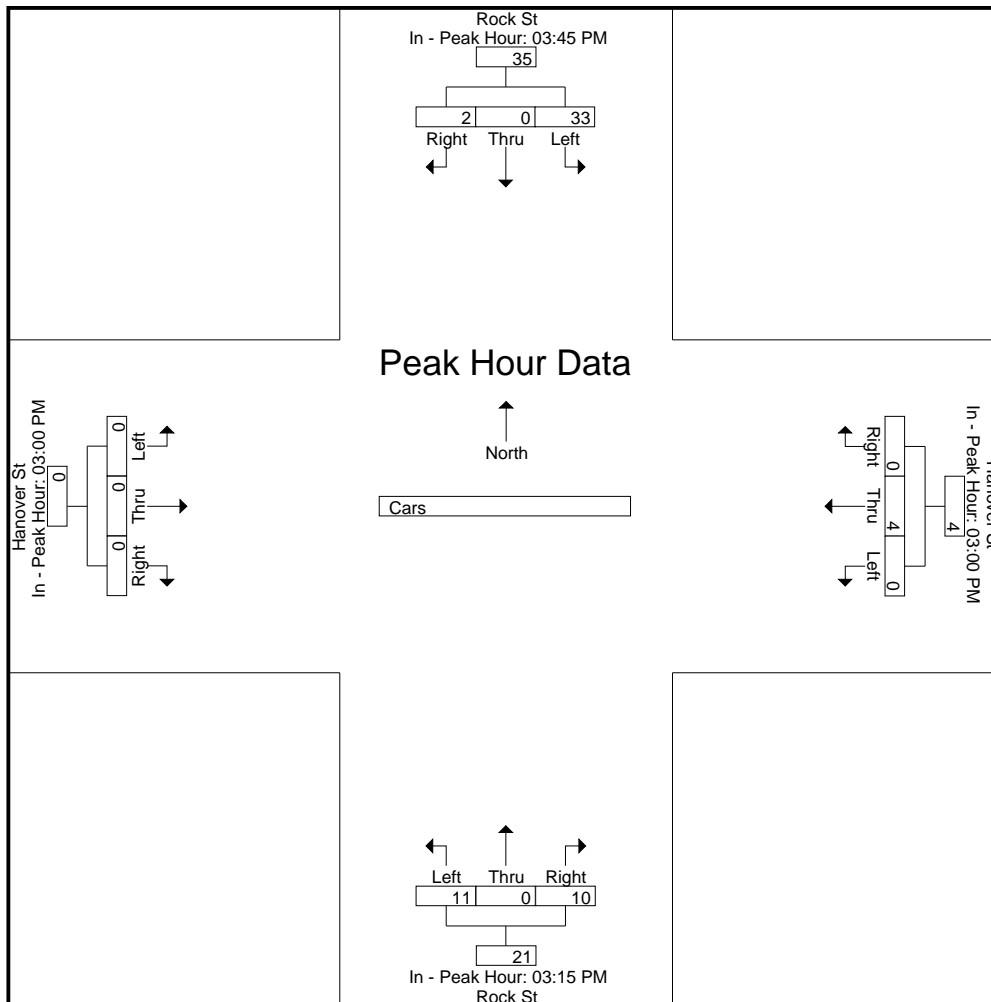 Rock St
In - Peak Hour: 03:45 PM
35
2 0 33
Right Thru Left
Peak Hour Data
North
Cars
Hanover St
In - Peak Hour: 03:00 PM
0
0 0 0
Left Thru Right
Hanover St
In - Peak Hour: 03:00 PM
4
0 4 0
Right Thru Left
Left Thru Right
11 0 10
21
In - Peak Hour: 03:15 PM
Rock St